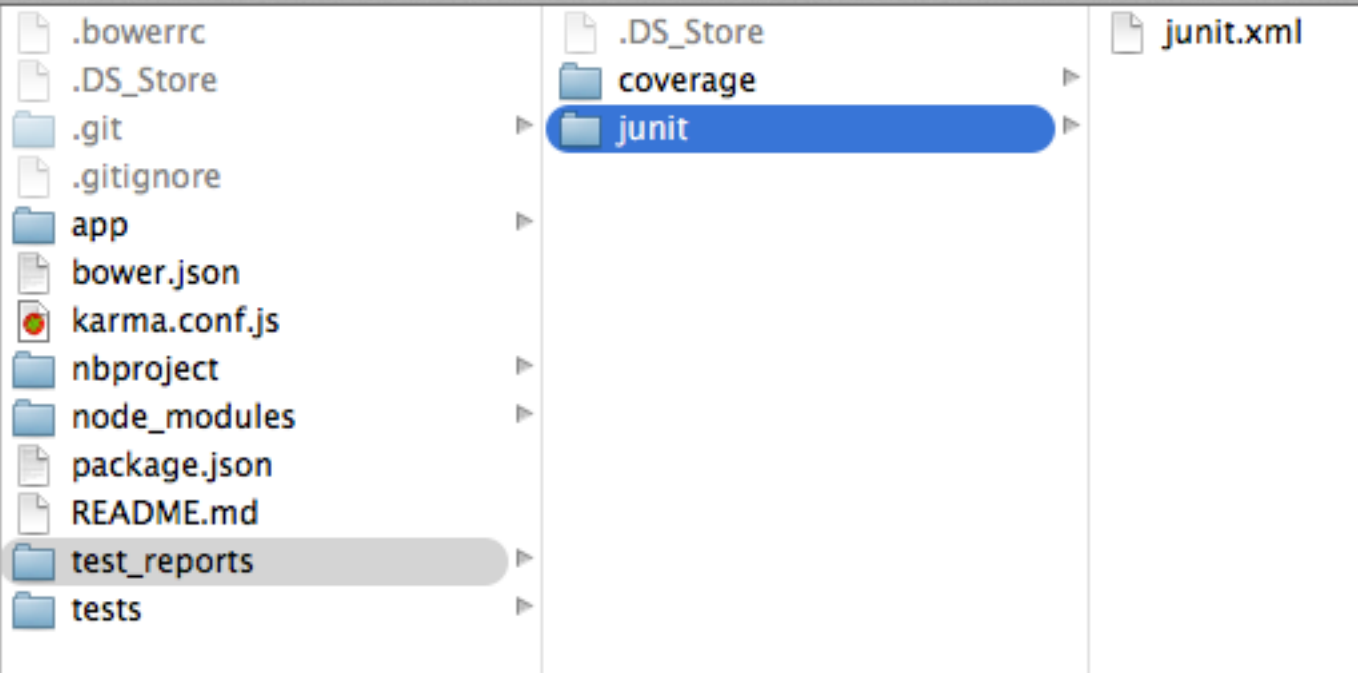 .bowerrc
.DS_Store
.git
.gitignore
app
bower.json
karma.conf.js
nbproject
node_modules
package.json
README.md
test_reports
tests
.DS_Store
coverage
junit
junit.xml